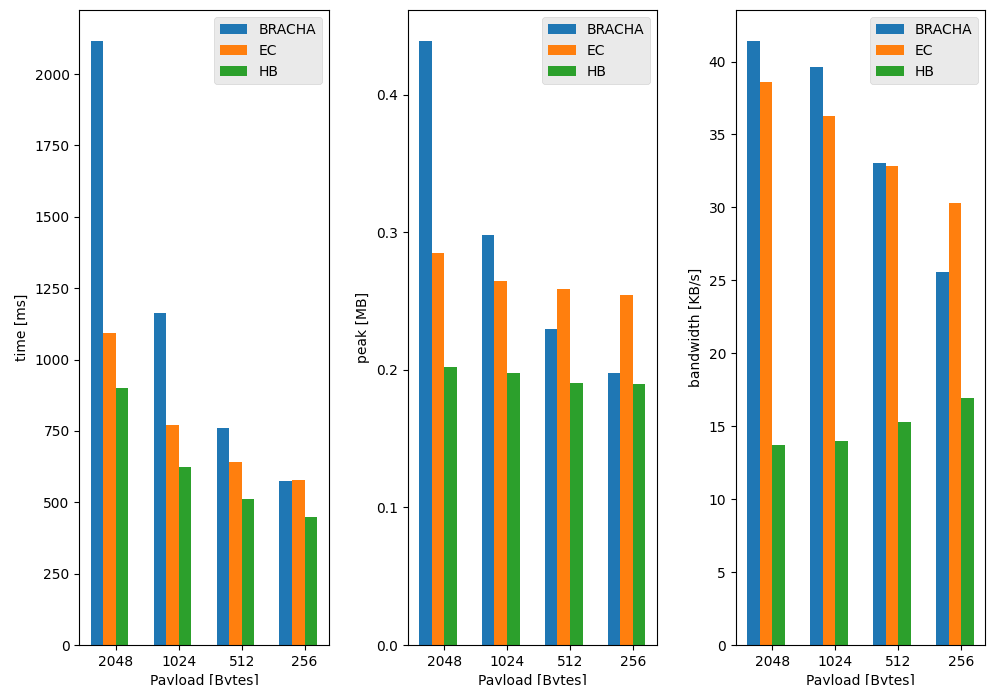 time [ms]
2000
1750
1500
1250
1000
750
500
250
0
BRACHA
EC
HB
2048 1024 512 256
Payload [Bytes]
peak [MB]
0.4
0.3
0.2
0.1
0.0
BRACHA
EC
HB
2048 1024 512 256
Payload [Bytes]
bandwidth [KB/s]
40
35
30
25
20
15
10
5
0
BRACHA
EC
HB
2048 1024 512 256
Payload [Bytes]